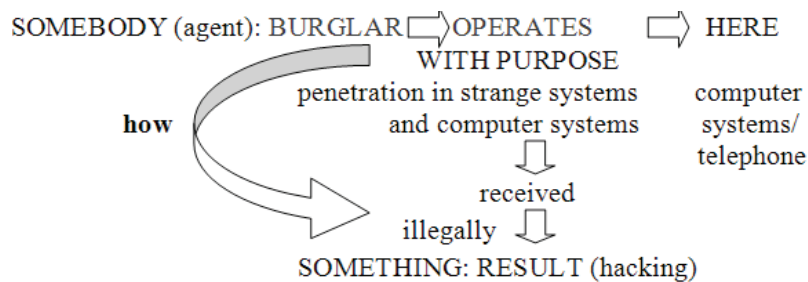 SOMEBODY (agent): BURGLAR OPERATES HERE
WITH PURPOSE
penetration in strange systems computer
how and computer systems systems/
telephone
received
illegally
SOMETHING: RESULT (hacking)